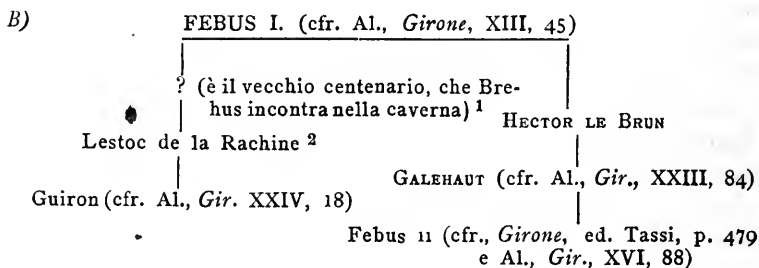 B)
FEBUS I. (cfr. Al., Girone, XIII, 45)
? (è il vecchio centenario, che Bre-
hus incontra nella caverna) 1
HECTOR LE BRUN
Lestoc de la Rachine 2
GALEHAUT (cfr. Al., Gir., XXIII, 84)
Guiron (cfr. Al., Gir. XXIV, 18)
Febus II (cfr., Girone, ed. Tassi, p. 479
e Al., Gir., XVI, 88)